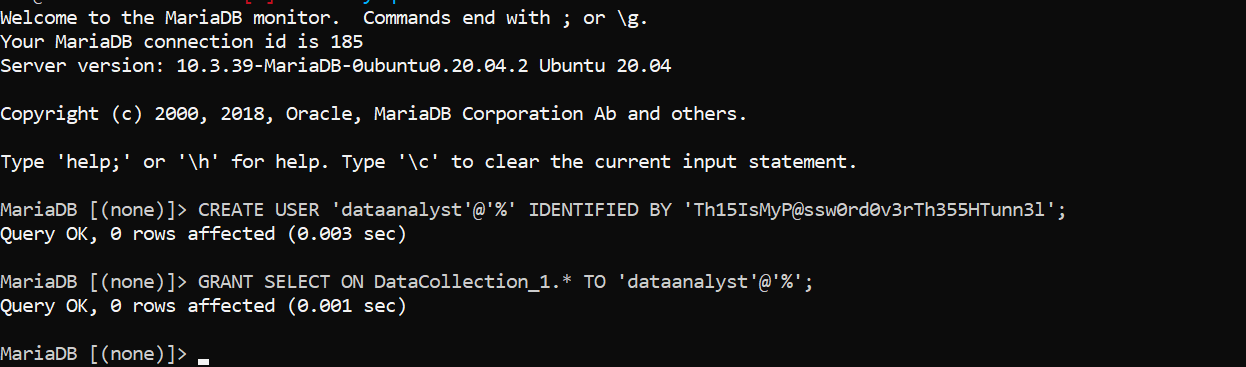 Welcome to the MariaDB monitor.  Commands end with ; or \g.
Your MariaDB connection id is 185
Server version: 10.3.39-MariaDB-0ubuntu0.20.04.2 Ubuntu 20.04
Copyright (c) 2000, 2018, Oracle, MariaDB Corporation Ab and others.
Type 'help;' or '\h' for help. Type '\c' to clear the current input statement.
MariaDB [(none)]> CREATE USER 'dataanalyst'@'%' IDENTIFIED BY 'Th15IsMyP@ssw0rd0v3rTh355HTunn3l';
Query OK, 0 rows affected (0.003 sec)
MariaDB [(none)]> GRANT SELECT ON DataCollection_1.* TO 'dataanalyst'@'%';
Query OK, 0 rows affected (0.001 sec)
MariaDB [(none)]>